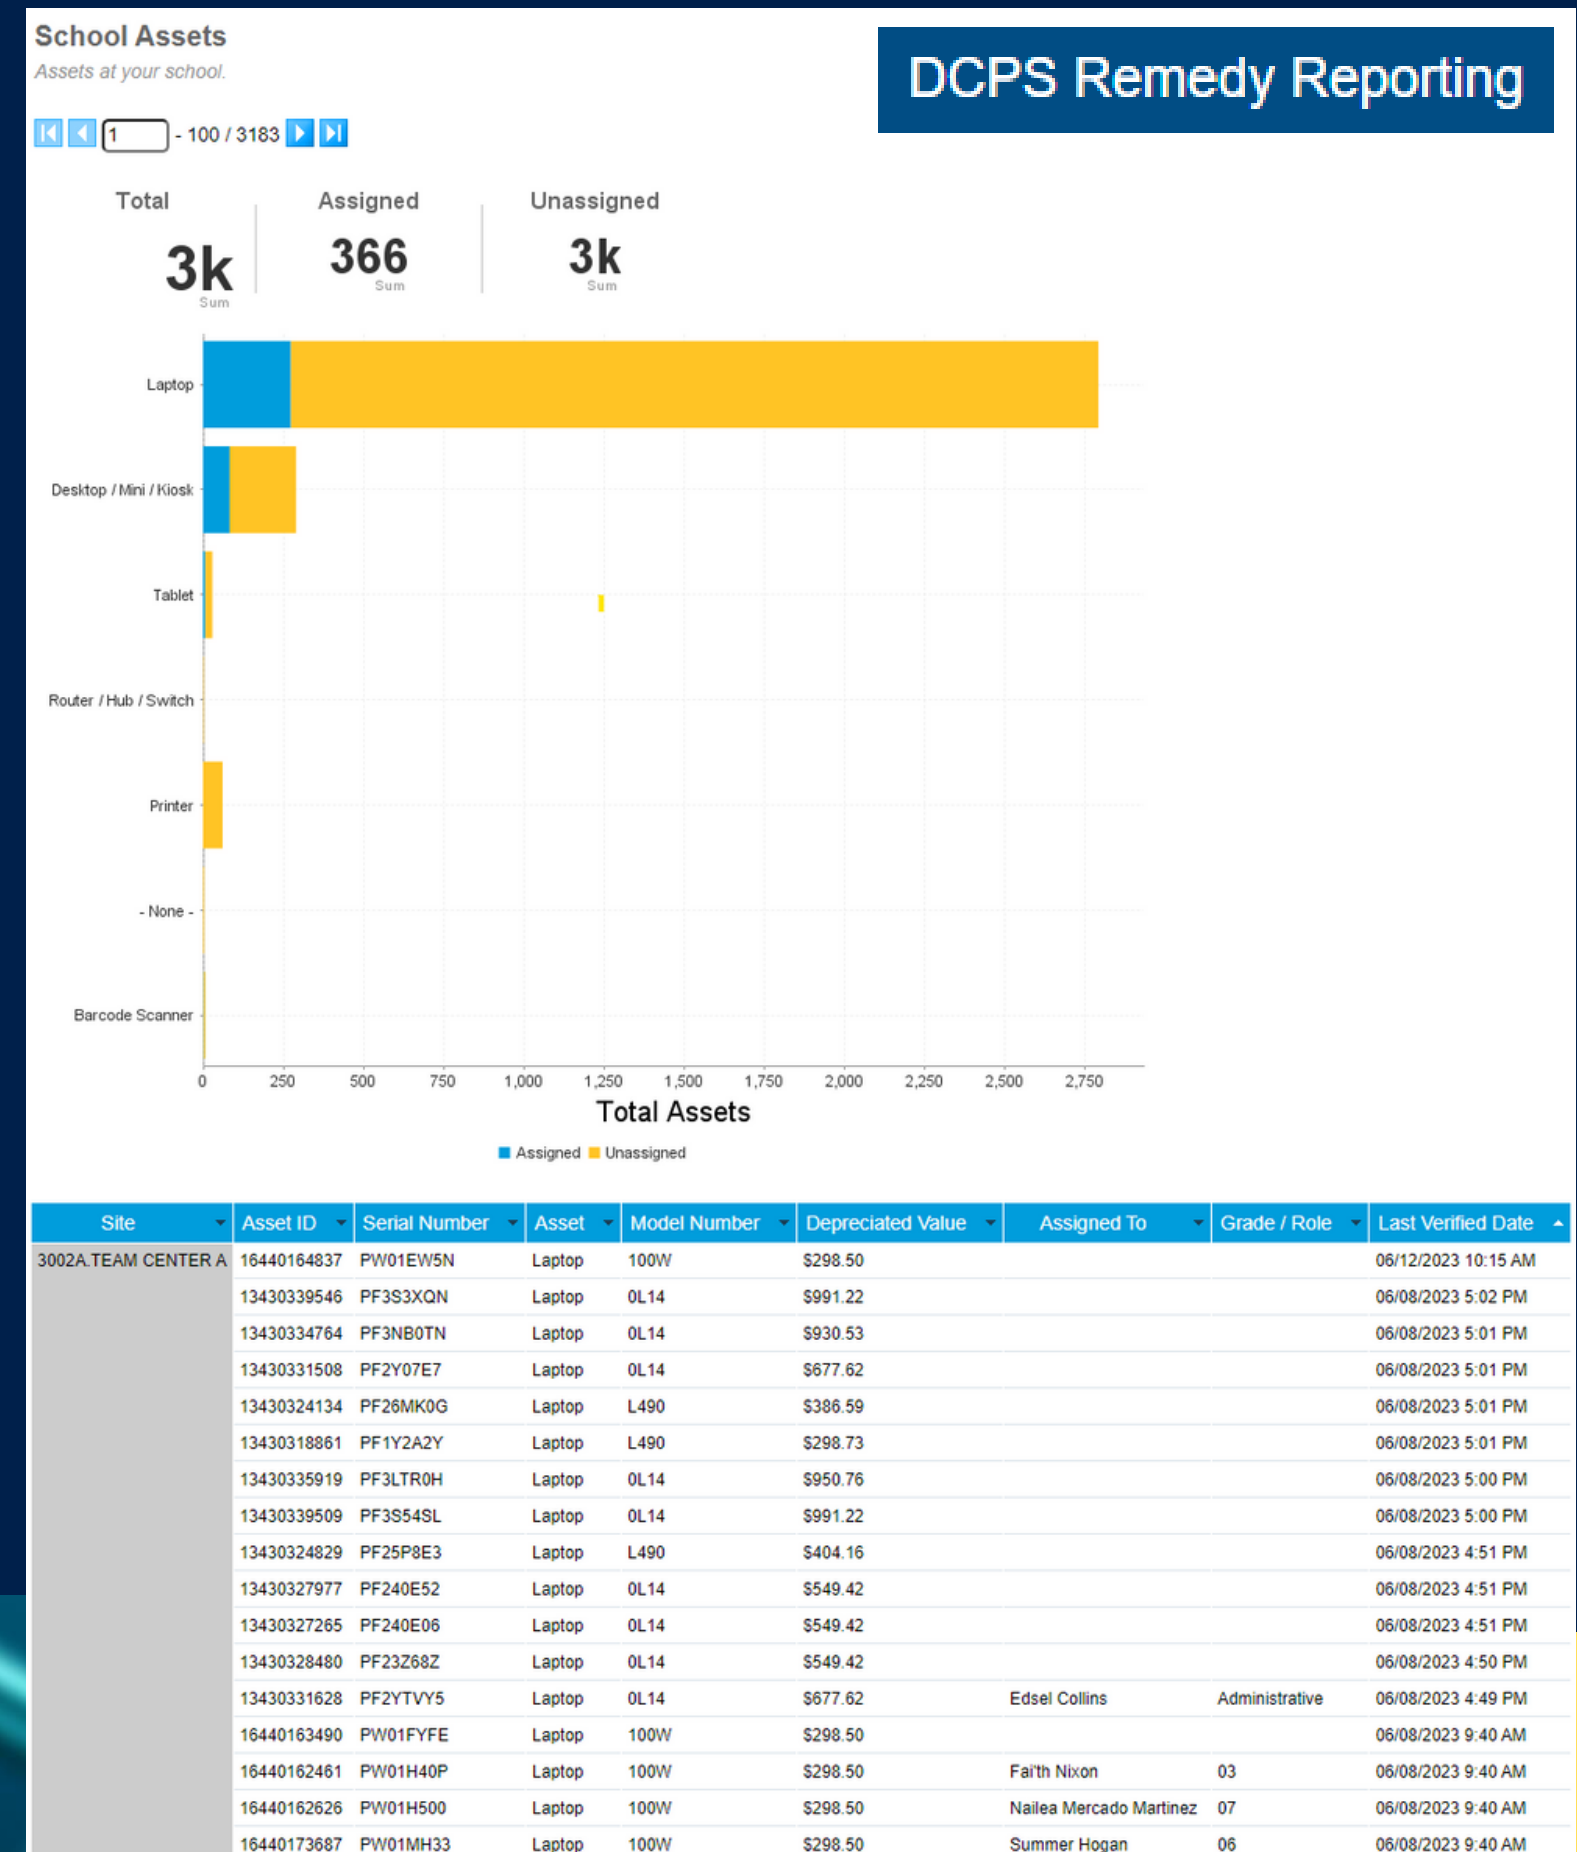 School Assets
Assets at your school.
DCPS Remedy Reporting
1 - 100 / 3183
Total Assigned Unassigned
3k 366 3k
Sum Sum Sum
Laptop
Desktop / Mini / Kiosk
Tablet
Router / Hub / Switch
Printer
- None -
Barcode Scanner
0 250 500 750 1,000 1,250 1,500 1,750 2,000 2,250 2,500 2,750
Total Assets
Assigned Unassigned
Site Asset ID Serial Number Asset Model Number Depreciated Value Assigned To Grade / Role Last Verified Date
3002A.TEAM CENTER A 16440164837 PW01EW5N Laptop 100W $298.50 06/12/2023 10:15 AM
13430339546 PF3S3XQN Laptop 0L14 $991.22 06/08/2023 5:02 PM
13430334764 PF3NB0TN Laptop 0L14 $930.53 06/08/2023 5:01 PM
13430331508 PF2Y07E7 Laptop 0L14 $677.62 06/08/2023 5:01 PM
13430324134 PF26MK0G Laptop L490 $386.59 06/08/2023 5:01 PM
13430318861 PF1Y2A2Y Laptop L490 $298.73 06/08/2023 5:01 PM
13430335919 PF3LTR0H Laptop 0L14 $950.76 06/08/2023 5:00 PM
13430339509 PF3S54SL Laptop 0L14 $991.22 06/08/2023 5:00 PM
13430324829 PF25P8E3 Laptop L490 $404.16 06/08/2023 4:51 PM
13430327977 PF240E52 Laptop 0L14 $549.42 06/08/2023 4:51 PM
13430327265 PF240E06 Laptop 0L14 $549.42 06/08/2023 4:51 PM
13430328480 PF23Z68Z Laptop 0L14 $549.42 06/08/2023 4:50 PM
13430331628 PF2YTVY5 Laptop 0L14 $677.62 Edsel Collins Administrative 06/08/2023 4:49 PM
16440163490 PW01FYFE Laptop 100W $298.50 06/08/2023 9:40 AM
16440162461 PW01H40P Laptop 100W $298.50 Fai'th Nixon 03 06/08/2023 9:40 AM
16440162626 PW01H500 Laptop 100W $298.50 Nailea Mercado Martinez 07 06/08/2023 9:40 AM
16440173687 PW01MH33 Laptop 100W $298.50 Summer Hogan 06 06/08/2023 9:40 AM